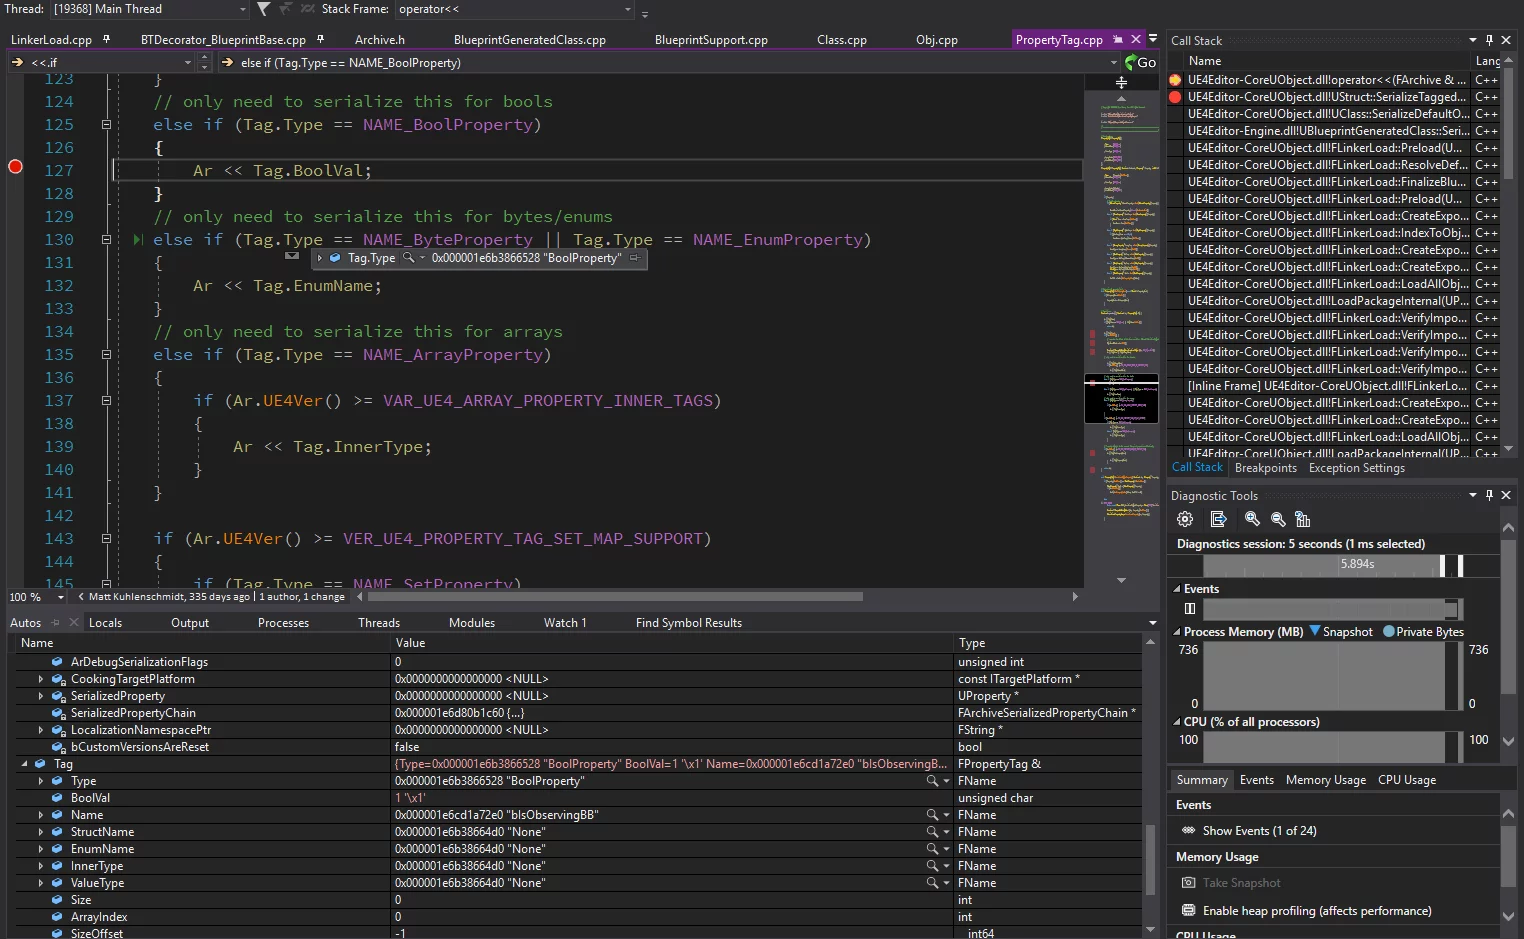 Thread: [19368] Main Thread Stack Frame: operator<<
LinkerLoad.cpp BTDecorator_BlueprintBase.cpp Archive.h BlueprintGeneratedClass.cpp BlueprintSupport.cpp Class.cpp Obj.cpp PropertyTag.cpp
<<.if else if (Tag.Type == NAME_BoolProperty) Go
123 }
124 // only need to serialize this for bools
125 else if (Tag.Type == NAME_BoolProperty)
126 {
127 Ar << Tag.BoolVal;
128 }
129 // only need to serialize this for bytes/enums
130 else if (Tag.Type == NAME_ByteProperty || Tag.Type == NAME_EnumProperty)
Tag.Type 0x000001e6b3866528 "BoolProperty"
131 {
132 Ar << Tag.EnumName;
133 }
134 // only need to serialize this for arrays
135 else if (Tag.Type == NAME_ArrayProperty)
136 {
137 if (Ar.UE4Ver() >= VAR_UE4_ARRAY_PROPERTY_INNER_TAGS)
138 {
139 Ar << Tag.InnerType;
140 }
141 }
142
143 if (Ar.UE4Ver() >= VER_UE4_PROPERTY_TAG_SET_MAP_SUPPORT)
144 {
145 if (Tag.Type == NAME_SetProperty)
100 % Matt Kuhlenschmidt, 335 days ago | 1 author, 1 change
Autos Locals Output Processes Threads Modules Watch 1 Find Symbol Results
Name Value Type
ArDebugSerializationFlags 0 unsigned int
CookingTargetPlatform 0x0000000000000000 <NULL> const ITargetPlatform *
SerializedProperty 0x0000000000000000 <NULL> UProperty *
SerializedPropertyChain 0x000001e6d80b1c60 {...} FArchiveSerializedPropertyChain *
LocalizationNamespacePtr 0x0000000000000000 <NULL> FString *
bCustomVersionsAreReset false bool
Tag {Type=0x000001e6b3866528 "BoolProperty" BoolVal=1 '\x1' Name=0x000001e6cd1a72e0 "bIsObservingB... FPropertyTag &
Type 0x000001e6b3866528 "BoolProperty" FName
BoolVal 1 '\x1' unsigned char
Name 0x000001e6cd1a72e0 "bIsObservingBB" FName
StructName 0x000001e6b38664d0 "None" FName
EnumName 0x000001e6b38664d0 "None" FName
InnerType 0x000001e6b38664d0 "None" FName
ValueType 0x000001e6b38664d0 "None" FName
Size 0 int
ArrayIndex 0 int
SizeOffset -1 int64
Call Stack
Name Lang
UE4Editor-CoreUObject.dll!operator<<(FArchive & ... C++
UE4Editor-CoreUObject.dll!UStruct::SerializeTagged... C++
UE4Editor-CoreUObject.dll!UClass::SerializeDefaultO... C++
UE4Editor-Engine.dll!UBlueprintGeneratedClass::Seri... C++
UE4Editor-CoreUObject.dll!FLinkerLoad::Preload(U... C++
UE4Editor-CoreUObject.dll!FLinkerLoad::ResolveDef... C++
UE4Editor-CoreUObject.dll!FLinkerLoad::FinalizeBlu... C++
UE4Editor-CoreUObject.dll!FLinkerLoad::Preload(U... C++
UE4Editor-CoreUObject.dll!FLinkerLoad::CreateExpo... C++
UE4Editor-CoreUObject.dll!FLinkerLoad::IndexToObj... C++
UE4Editor-CoreUObject.dll!FLinkerLoad::CreateExpo... C++
UE4Editor-CoreUObject.dll!FLinkerLoad::CreateExpo... C++
UE4Editor-CoreUObject.dll!FLinkerLoad::LoadAllObj... C++
UE4Editor-CoreUObject.dll!LoadPackageInternal(UP... C++
UE4Editor-CoreUObject.dll!FLinkerLoad::VerifyImpo... C++
UE4Editor-CoreUObject.dll!FLinkerLoad::VerifyImpo... C++
UE4Editor-CoreUObject.dll!FLinkerLoad::VerifyImpo... C++
UE4Editor-CoreUObject.dll!FLinkerLoad::VerifyImpo... C++
[Inline Frame] UE4Editor-CoreUObject.dll!FLinkerLo... C++
UE4Editor-CoreUObject.dll!FLinkerLoad::CreateExpo... C++
UE4Editor-CoreUObject.dll!FLinkerLoad::CreateExpo... C++
UE4Editor-CoreUObject.dll!FLinkerLoad::LoadAllObj... C++
UE4Editor-CoreUObject.dll!LoadPackageInternal(UP... C++
Call Stack Breakpoints Exception Settings
Diagnostic Tools
Diagnostics session: 5 seconds (1 ms selected)
5.894s
Events
Process Memory (MB) Snapshot Private Bytes
736 736
0 0
CPU (% of all processors)
100 100
Summary Events Memory Usage CPU Usage
Events
Show Events (1 of 24)
Memory Usage
Take Snapshot
Enable heap profiling (affects performance)
CPU Usage